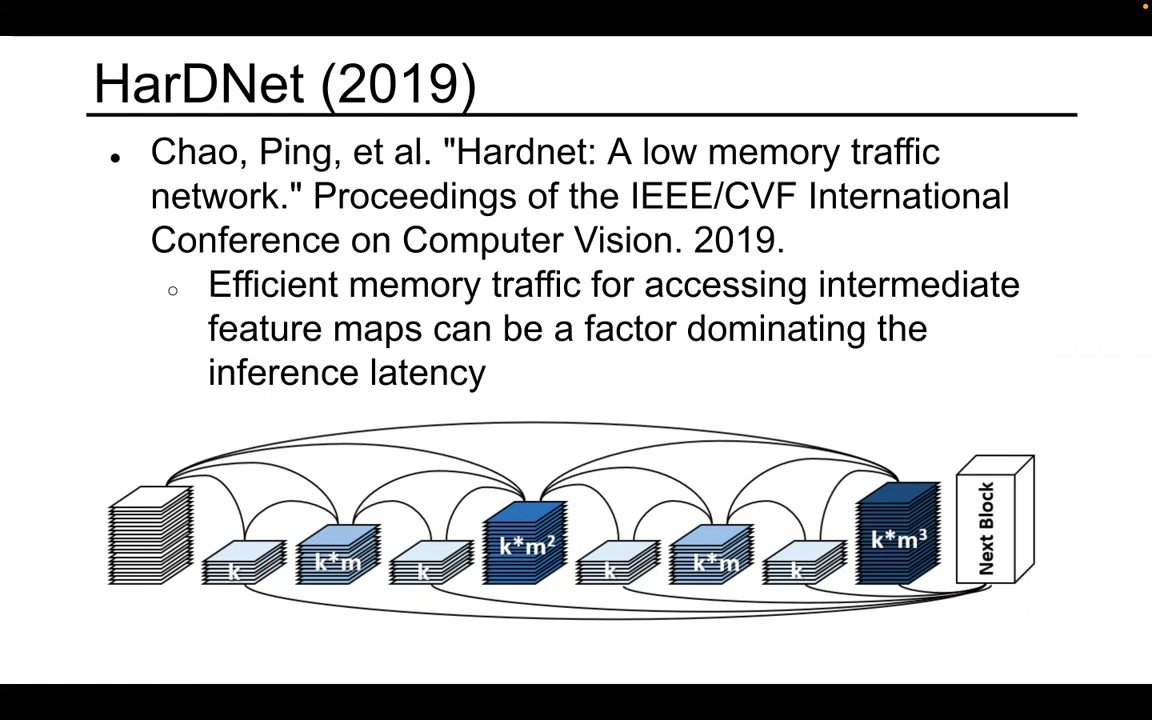 HarDNet (2019)
Chao, Ping, et al. "Hardnet: A low memory traffic
network." Proceedings of the IEEE/CVF International
Conference on Computer Vision. 2019.
Efficient memory traffic for accessing intermediate
feature maps can be a factor dominating the
inference latency
k
k*m
k
k*m²
k
k*m
k
k*m³
Next Block